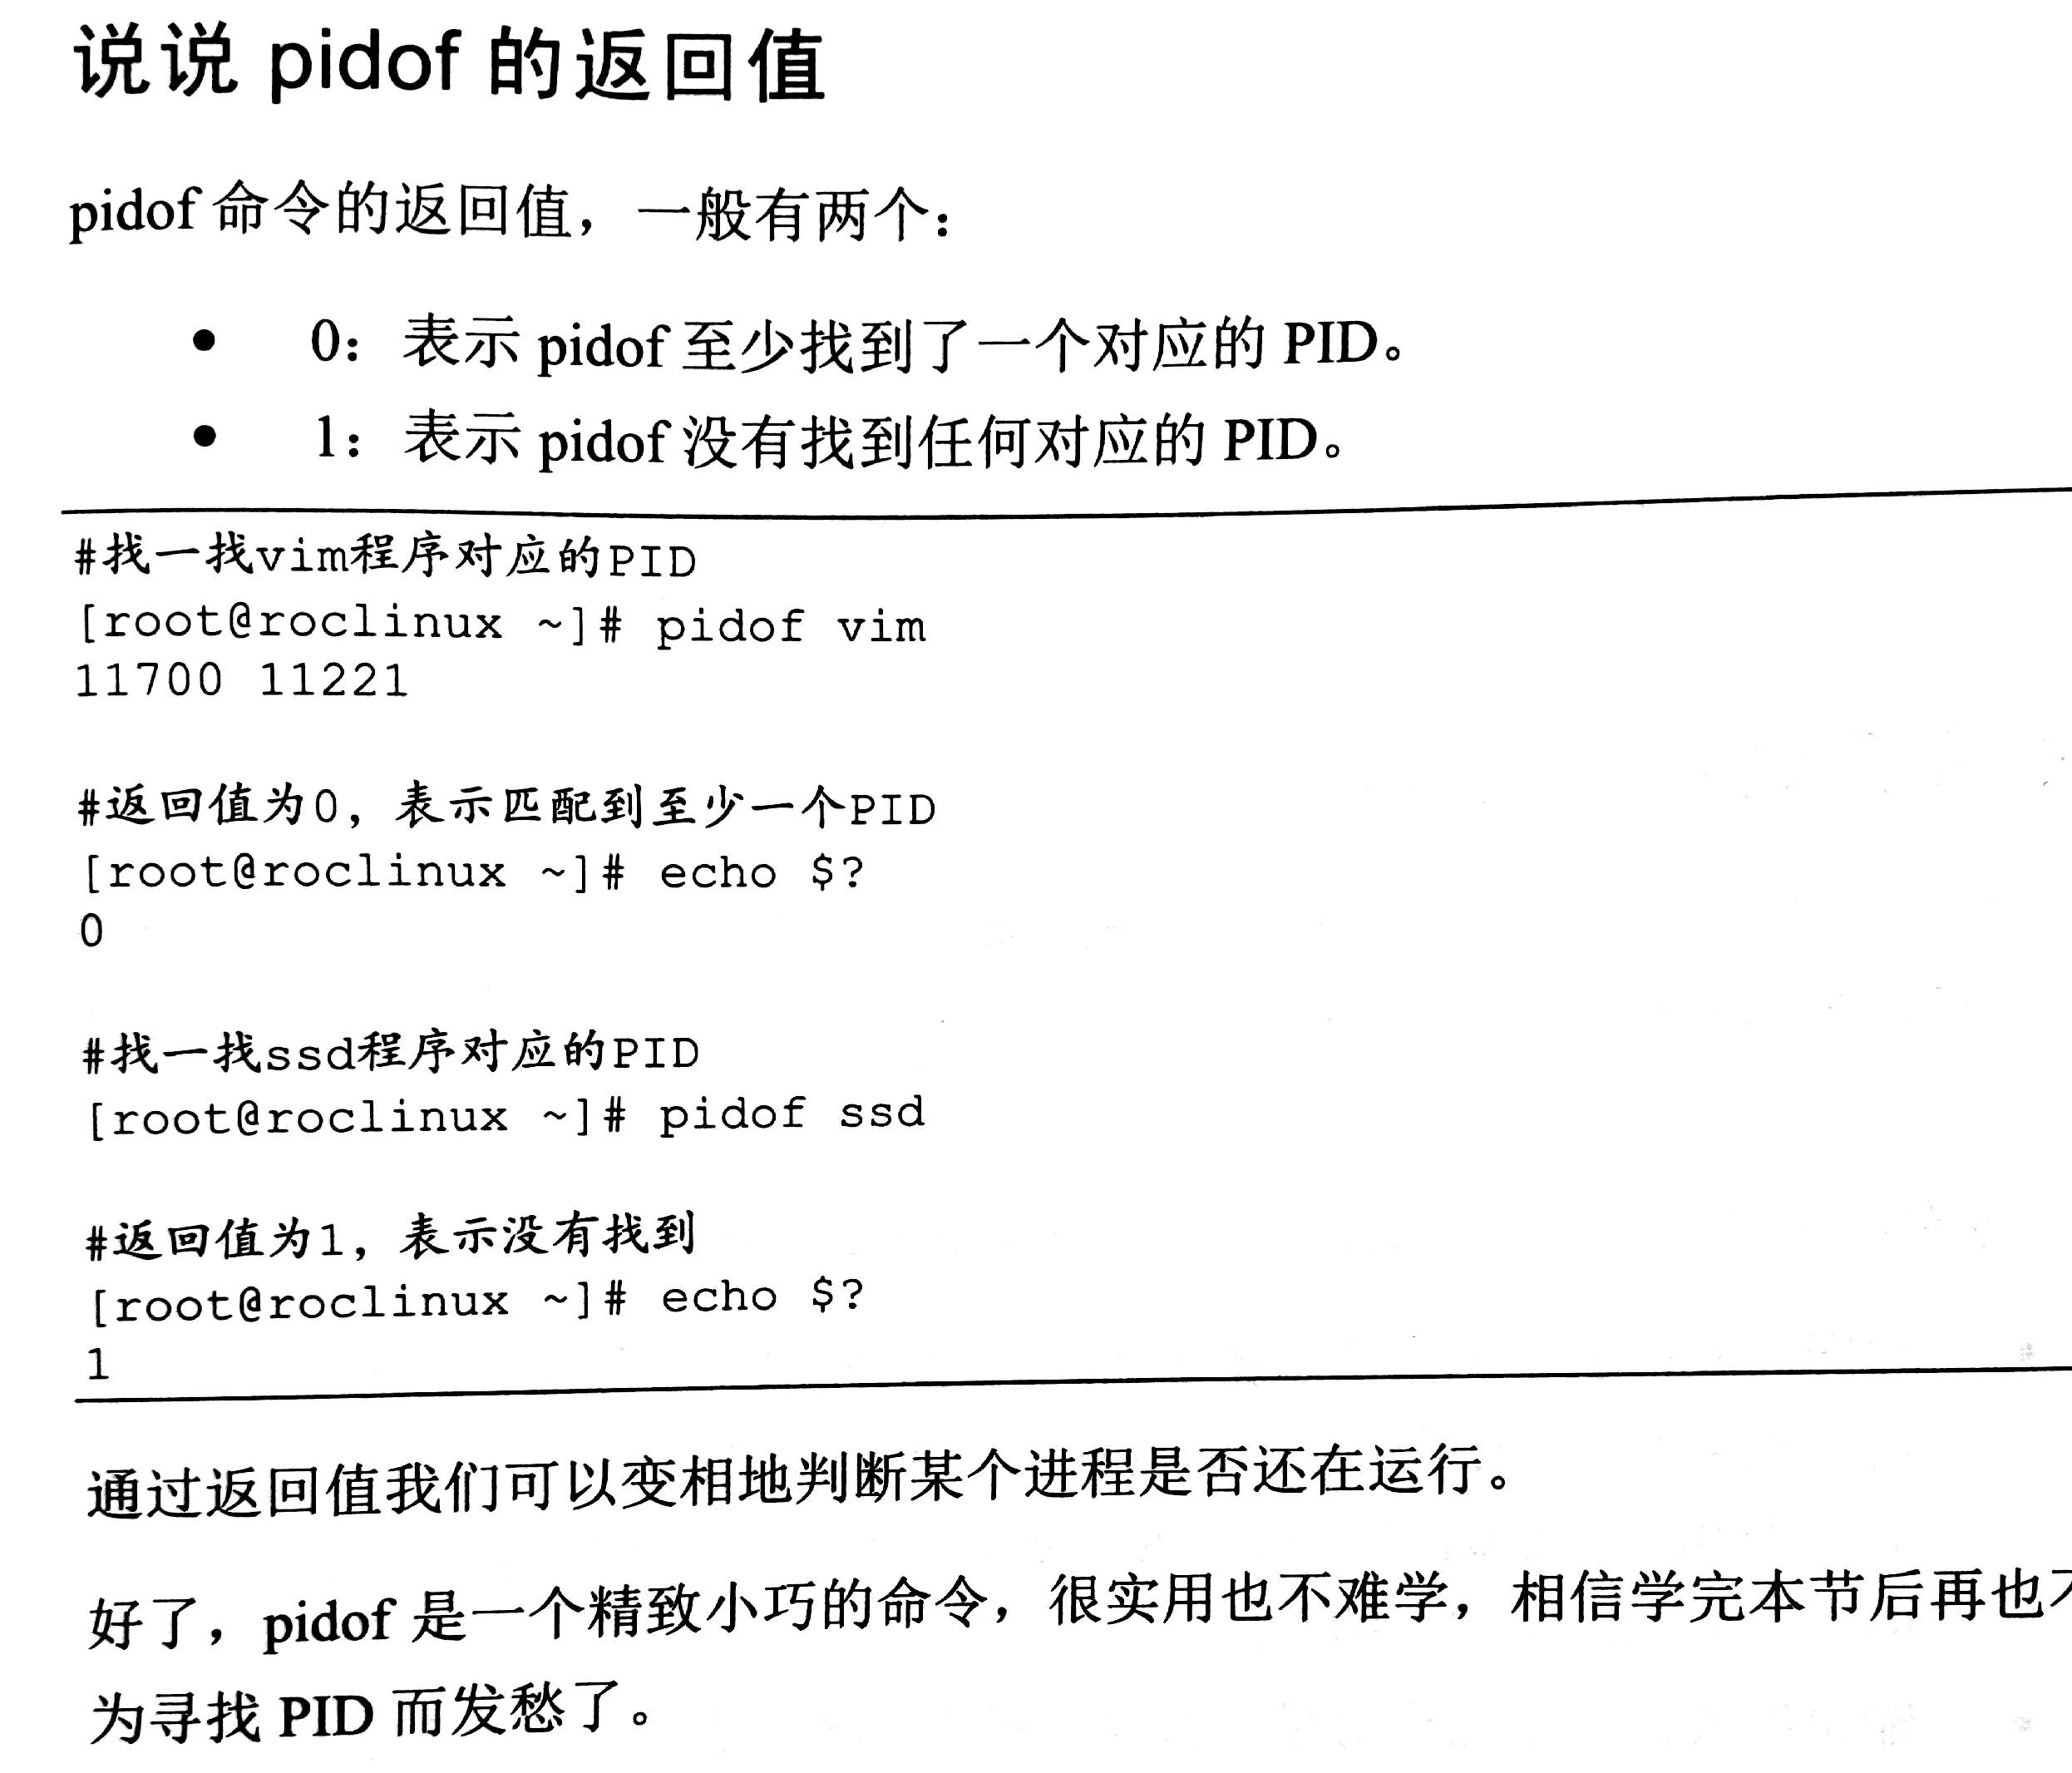 说说 pidof 的返回值
pidof 命令的返回值，一般有两个：
• 0：表示 pidof 至少找到了一个对应的 PID。
• 1：表示 pidof 没有找到任何对应的 PID。
#找一找vim程序对应的PID
[root@roclinux ~]# pidof vim
11700 11221
#返回值为0，表示匹配到至少一个PID
[root@roclinux ~]# echo $?
0
#找一找ssd程序对应的PID
[root@roclinux ~]# pidof ssd
#返回值为1，表示没有找到
[root@roclinux ~]# echo $?
1
通过返回值我们可以变相地判断某个进程是否还在运行。
好了，pidof 是一个精致小巧的命令，很实用也不难学，相信学完本节后再也
为寻找 PID 而发愁了。